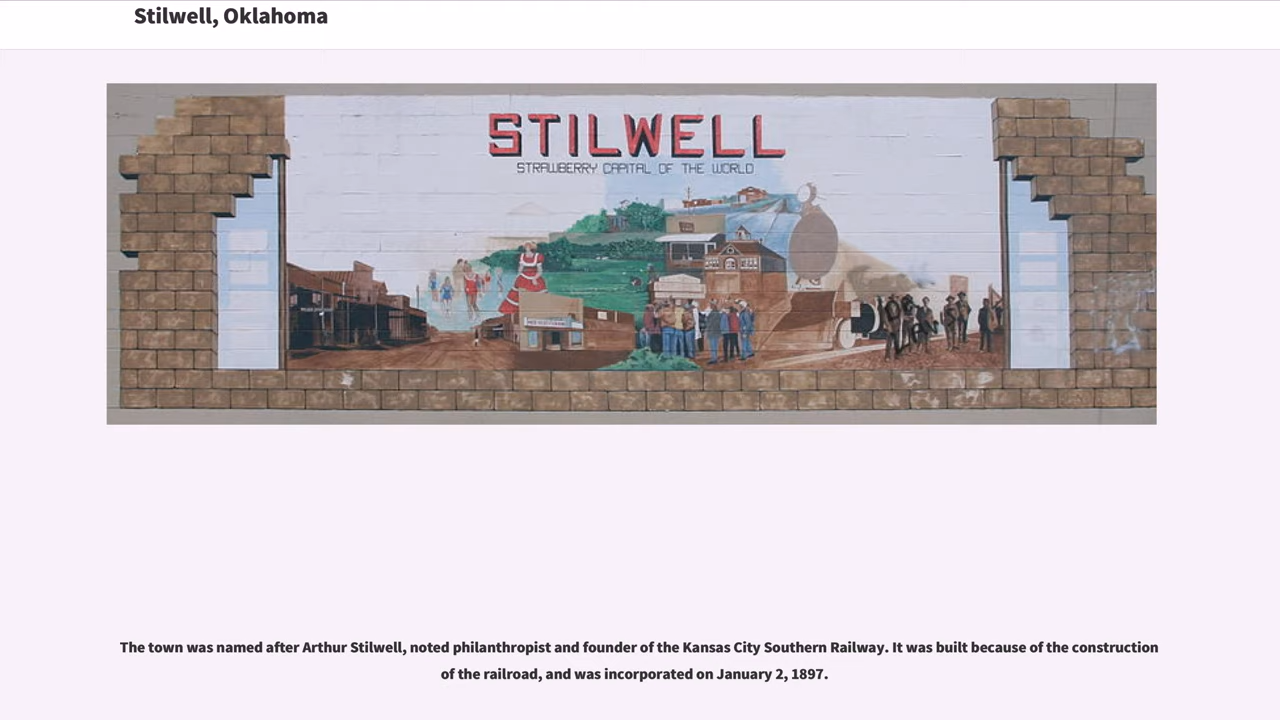 Stilwell, Oklahoma
STILWELL
STRAWBERRY CAPITAL OF THE WORLD
The town was named after Arthur Stilwell, noted philanthropist and founder of the Kansas City Southern Railway. It was built because of the construction
of the railroad, and was incorporated on January 2, 1897.